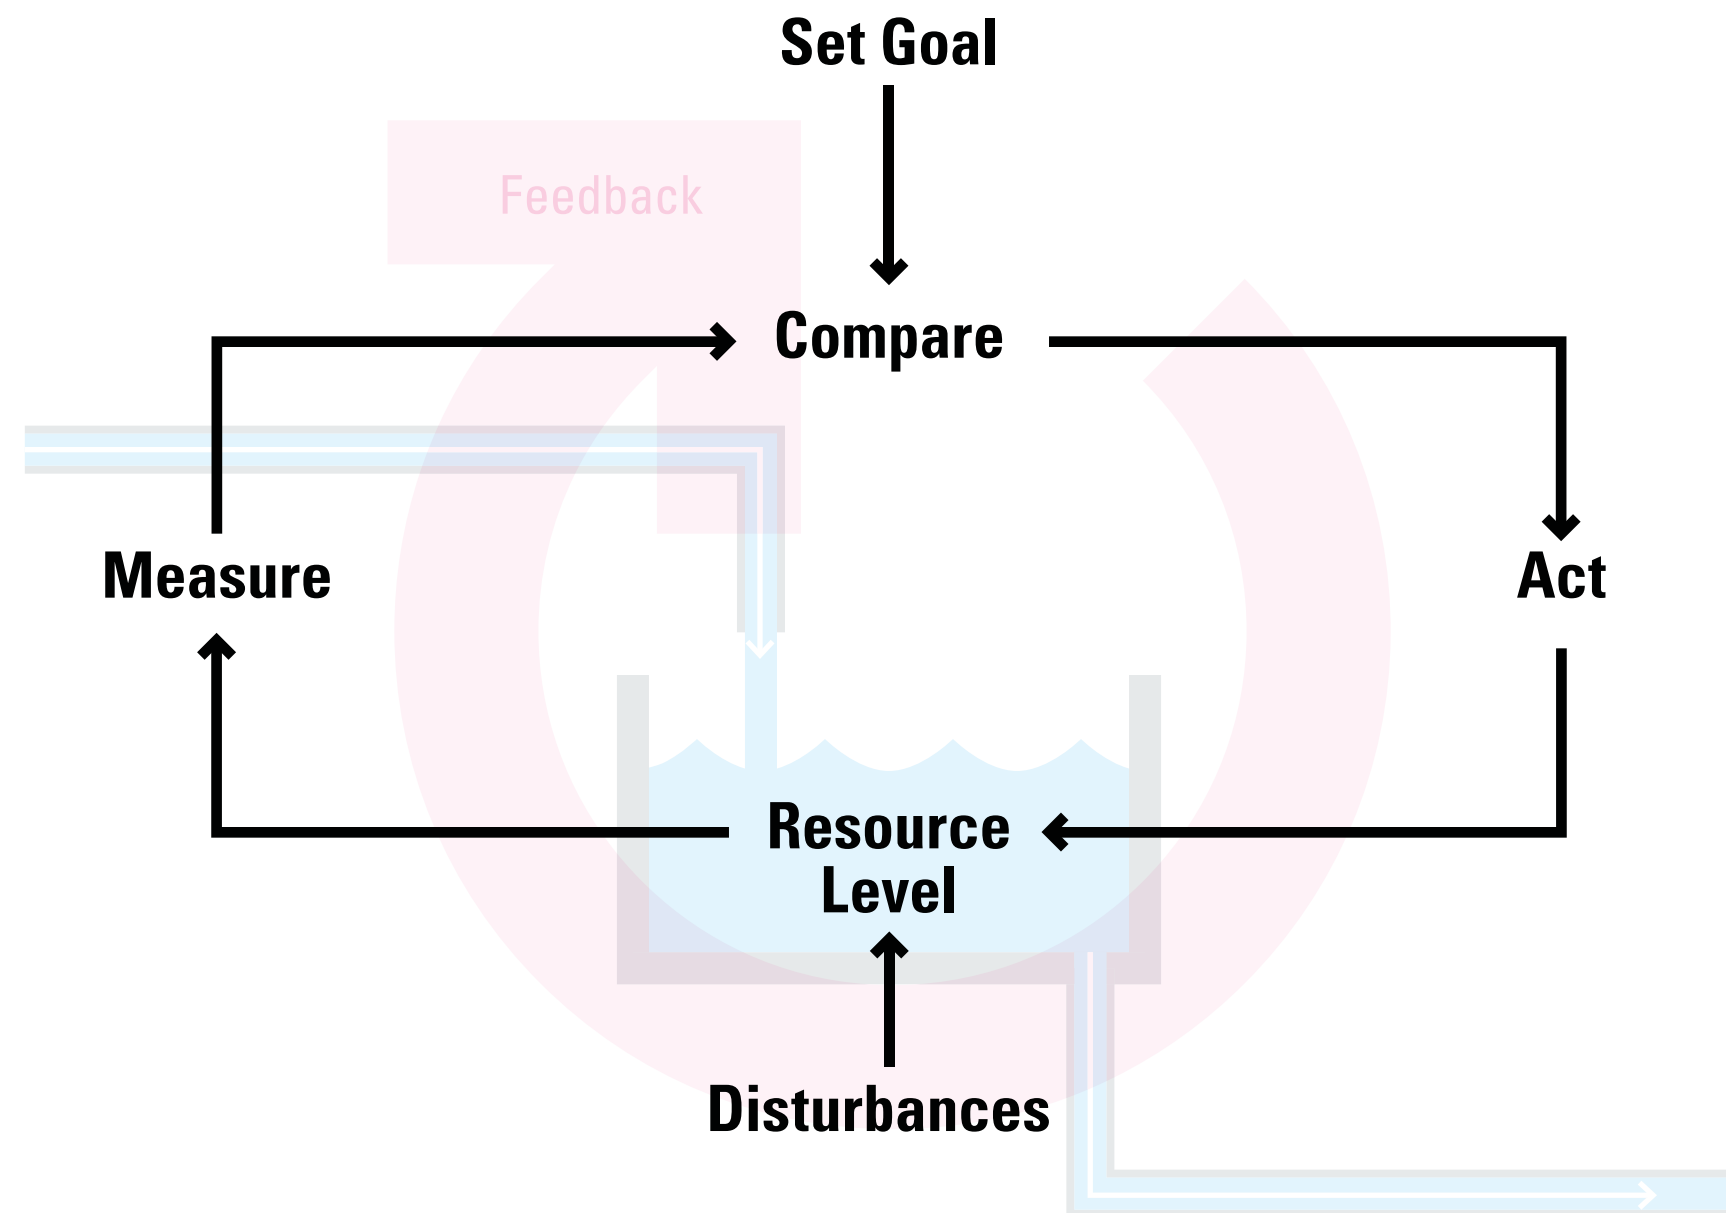 Set Goal
Feedback
Compare
Measure
Act
Resource
Level
Disturbances